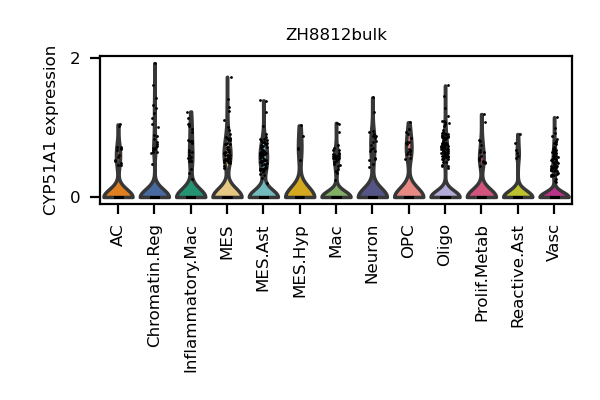 ZH8812bulk
CYP51A1 expression
2
0
AC
Chromatin.Reg
Inflammatory.Mac
MES
MES.Ast
MES.Hyp
Mac
Neuron
OPC
Oligo
Prolif.Metab
Reactive.Ast
Vasc